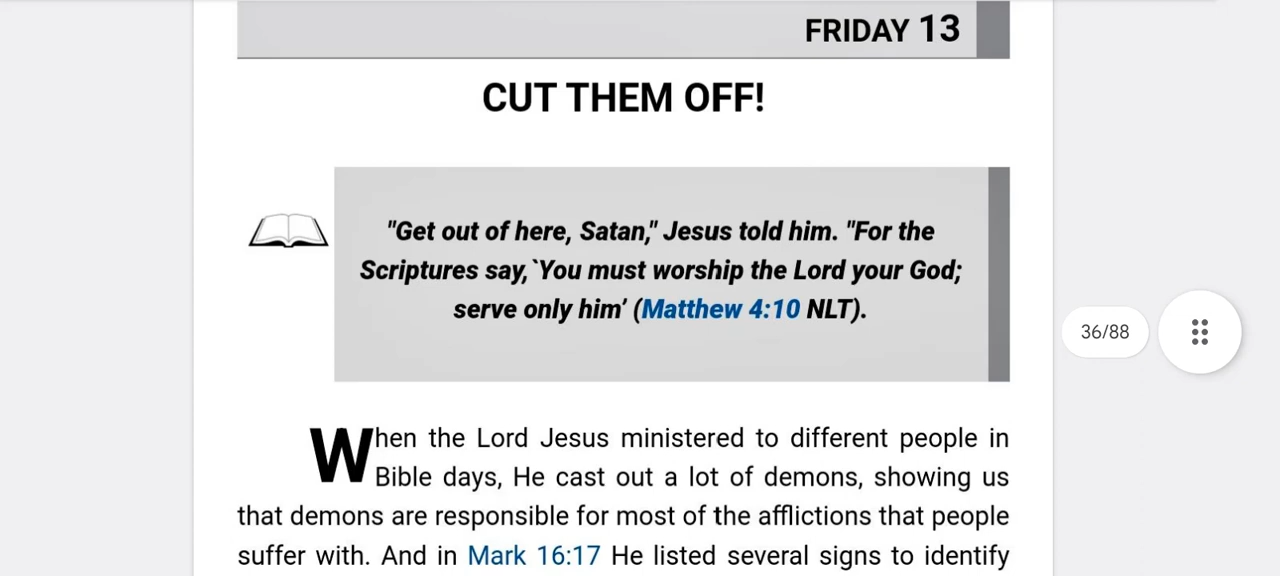 FRIDAY 13
CUT THEM OFF!
"Get out of here, Satan," Jesus told him. "For the
Scriptures say, `You must worship the Lord your God;
serve only him’ (Matthew 4:10 NLT).
36/88
When the Lord Jesus ministered to different people in
Bible days, He cast out a lot of demons, showing us
that demons are responsible for most of the afflictions that people
suffer with. And in Mark 16:17 He listed several signs to identify